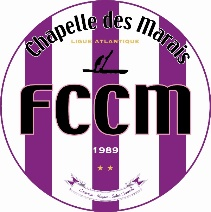 Chapelle des Marais
LIGUE ATLANTIQUE
FCCM
1989